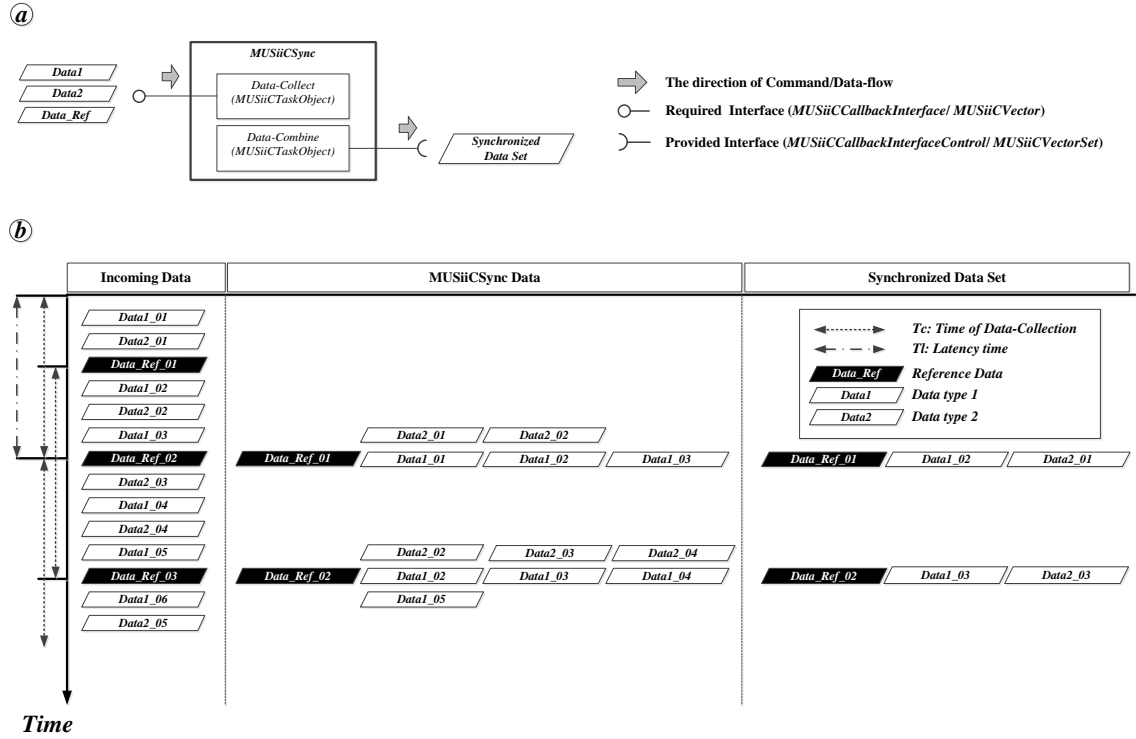 a
MUSiiCSync
Data1
Data2
Data_Ref
Data-Collect
(MUSiiCTaskObject)
Data-Combine
(MUSiiCTaskObject)
Synchronized
Data Set
The direction of Command/Data-flow
Required Interface (MUSiiCCallbackInterface/ MUSiiCVector)
Provided Interface (MUSiiCCallbackInterfaceControl/ MUSiiCVectorSet)
b
Incoming Data MUSiiCSync Data Synchronized Data Set
Data1_01
Data2_01
Data_Ref_01
Data1_02
Data2_02
Data1_03
Data_Ref_02
Data2_03
Data1_04
Data2_04
Data1_05
Data_Ref_03
Data1_06
Data2_05
Data2_01 Data2_02
Data_Ref_01 Data1_01 Data1_02 Data1_03
Data2_02 Data2_03 Data2_04
Data_Ref_02 Data1_02 Data1_03 Data1_04
Data1_05
Tc: Time of Data-Collection
Tl: Latency time
Data_Ref Reference Data
Data1 Data type 1
Data2 Data type 2
Data_Ref_01 Data1_02 Data2_01
Data_Ref_02 Data1_03 Data2_03
Time